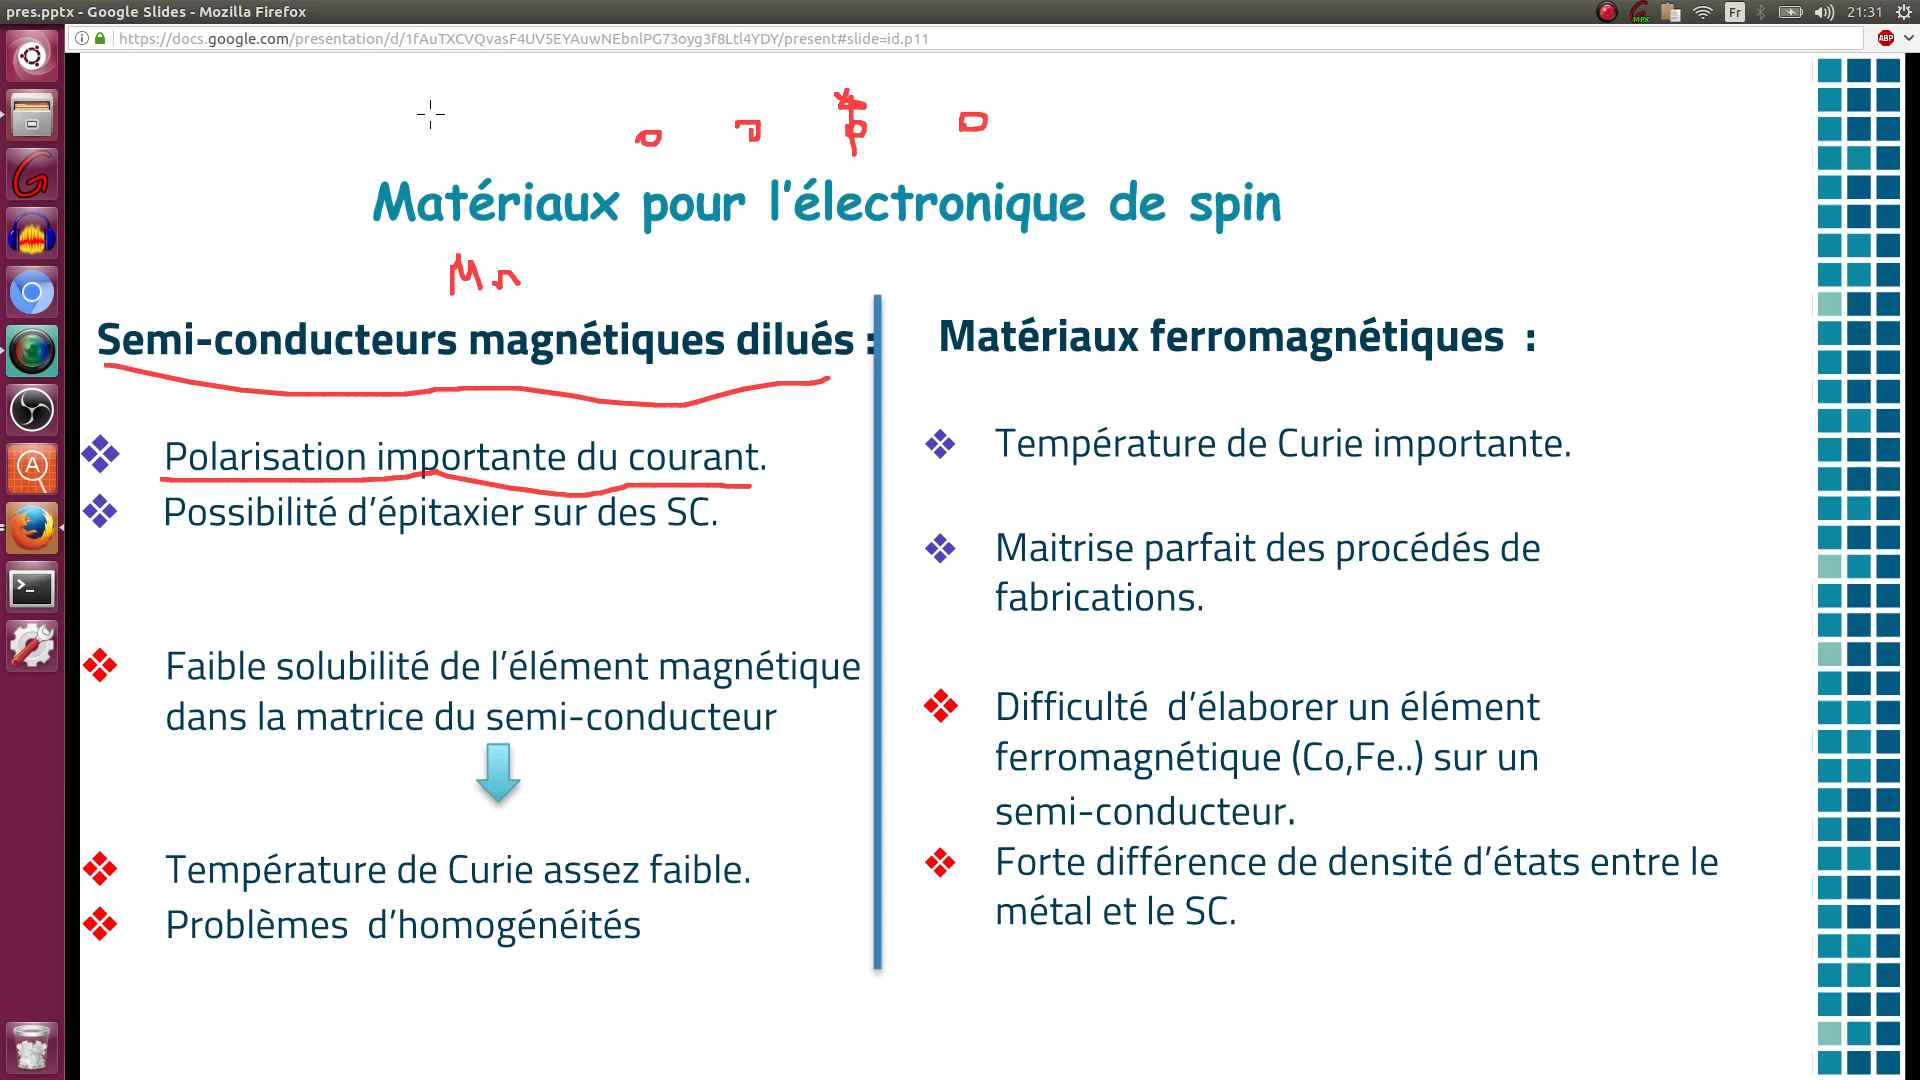 pres.pptx - Google Slides - Mozilla Firefox
Fr
21:31
https://docs.google.com/presentation/d/1fAuTXCVQvasF4UV5EYAuwNEbnlPG73oyg3f8Ltl4YDY/present#slide=id.p11
ABP
Matériaux pour l'électronique de spin
Mn
Semi-conducteurs magnétiques dilués :
Polarisation importante du courant.
Possibilité d'épitaxier sur des SC.
Faible solubilité de l'élément magnétique
dans la matrice du semi-conducteur
Température de Curie assez faible.
Problèmes d'homogénéités
Matériaux ferromagnétiques :
Température de Curie importante.
Maitrise parfait des procédés de
fabrications.
Difficulté d'élaborer un élément
ferromagnétique (Co,Fe..) sur un
semi-conducteur.
Forte différence de densité d'états entre le
métal et le SC.